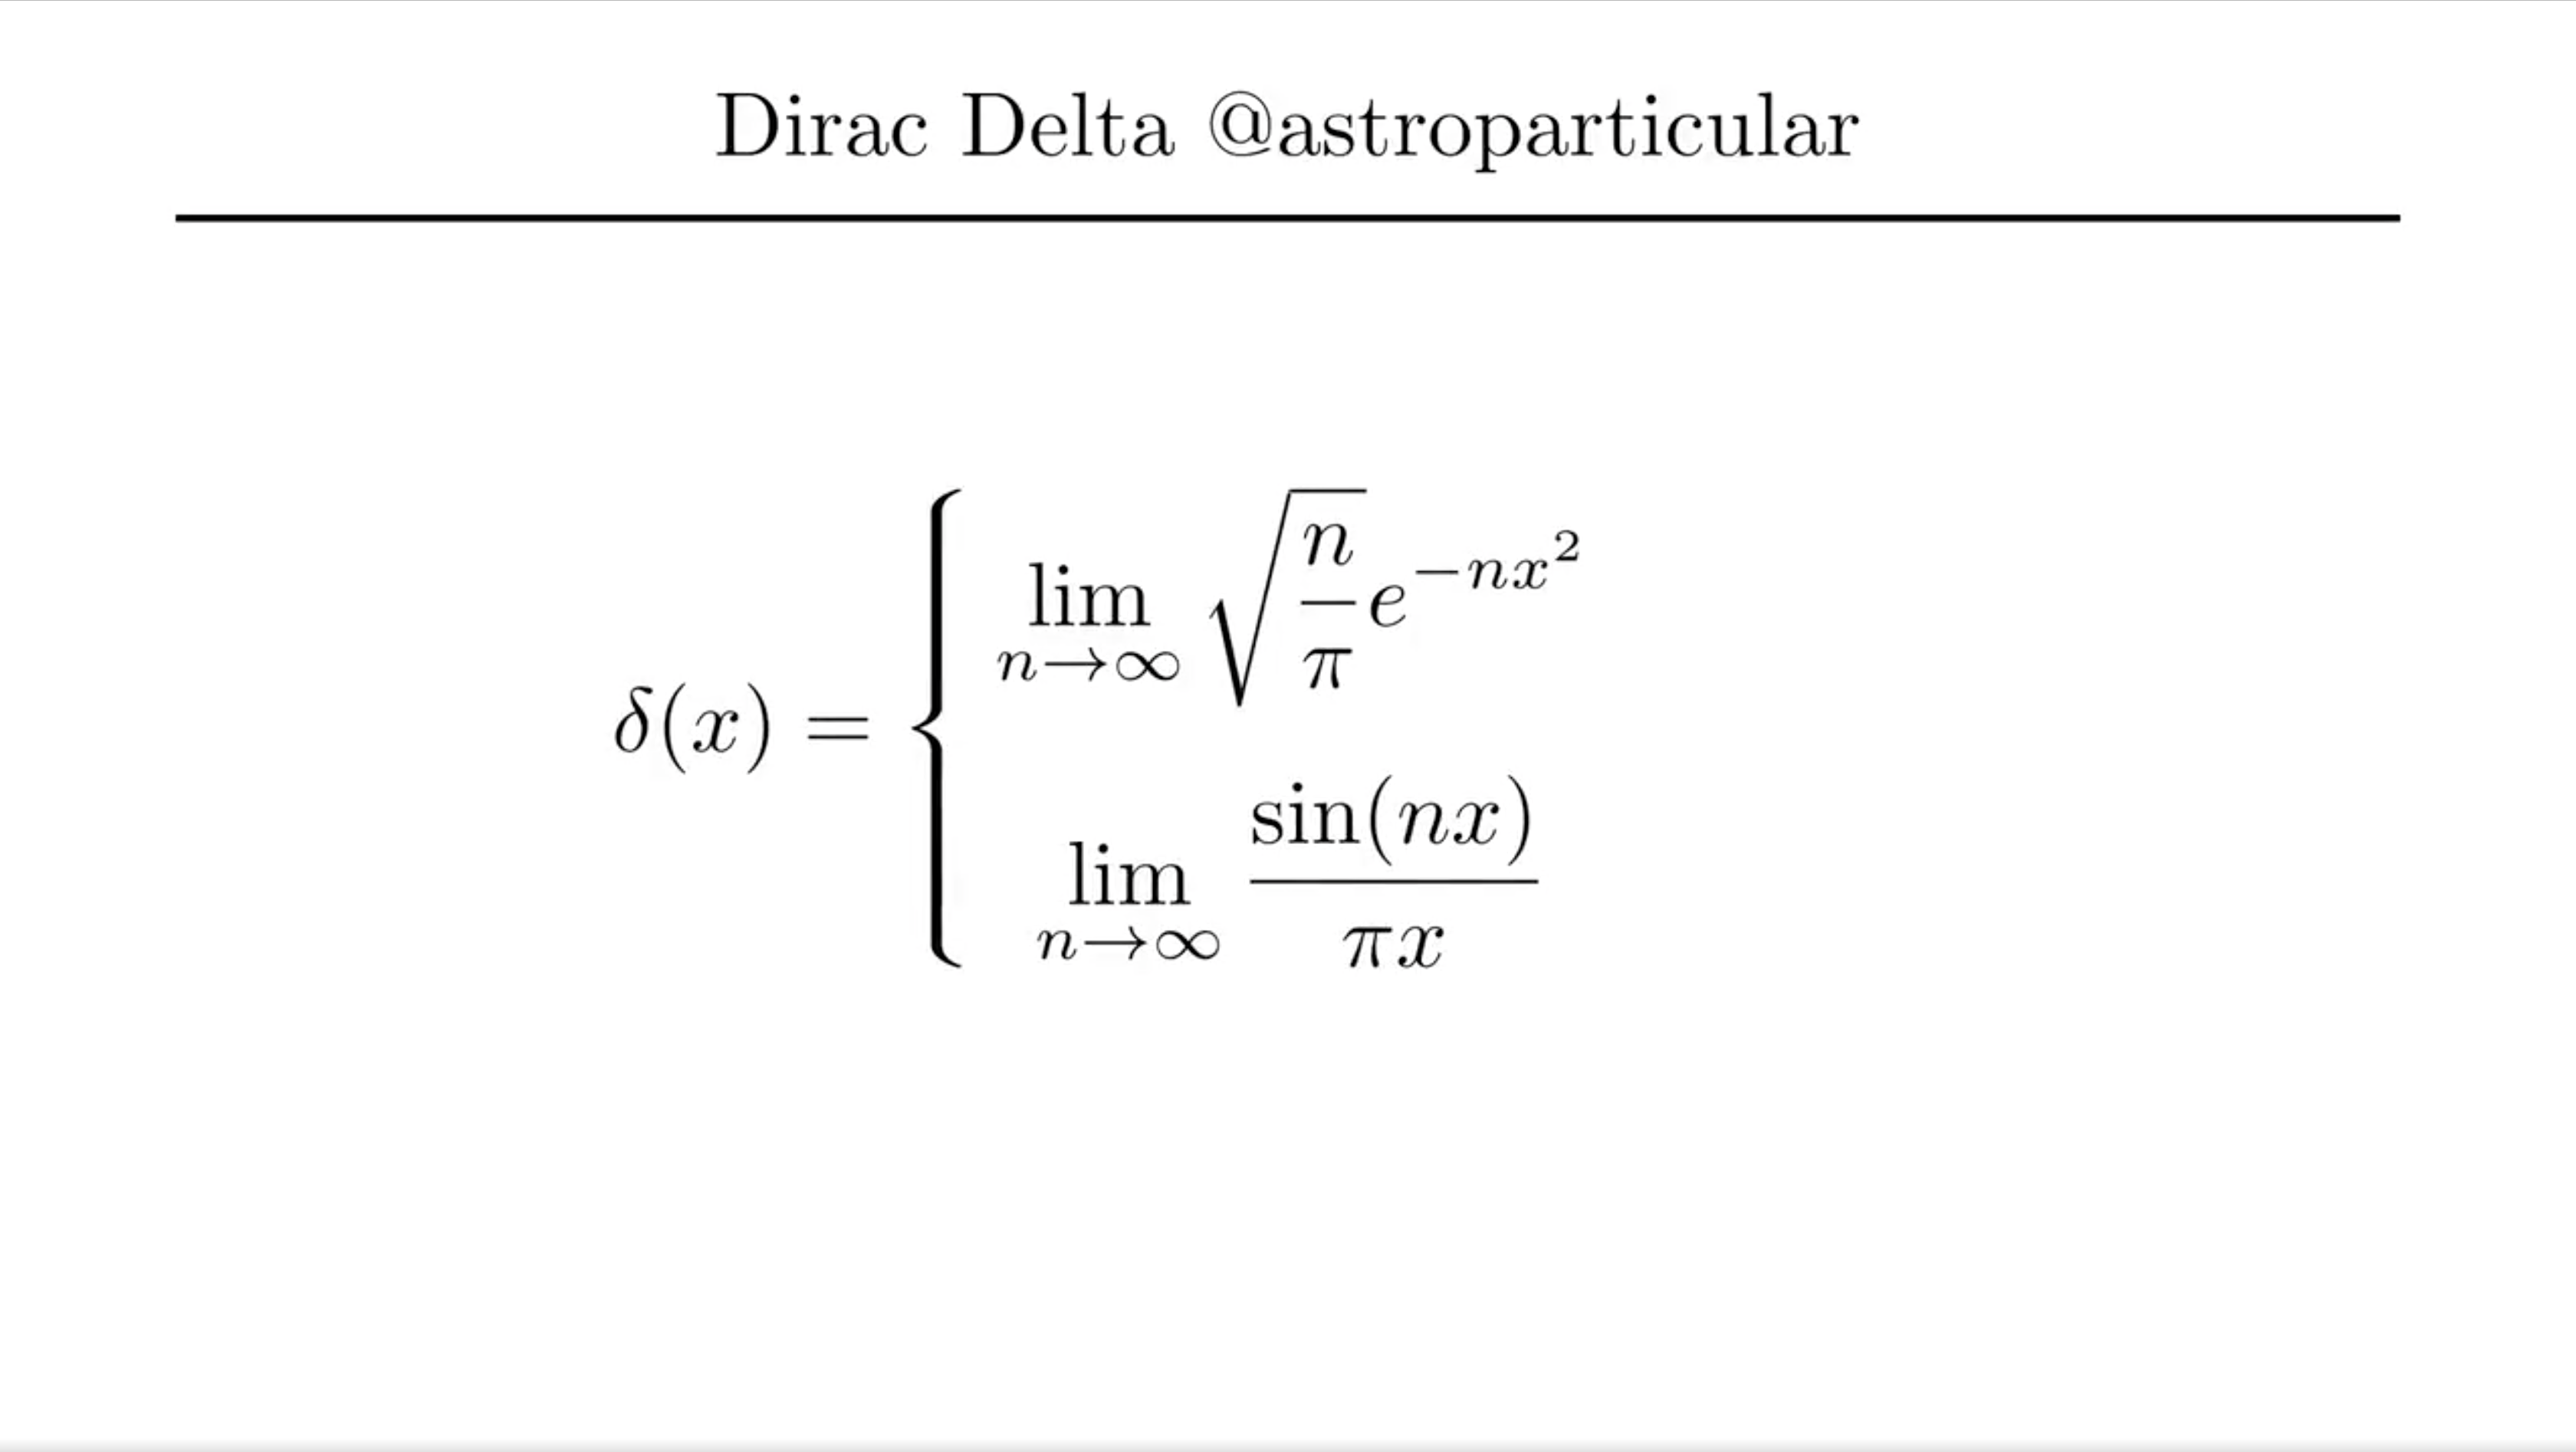 Dirac Delta @astroparticular
\delta(x) = \begin{cases} \lim_{n \to \infty} \sqrt{\frac{n}{\pi}} e^{-nx^2} \\ \lim_{n \to \infty} \frac{\sin(nx)}{\pi x} \end{cases}